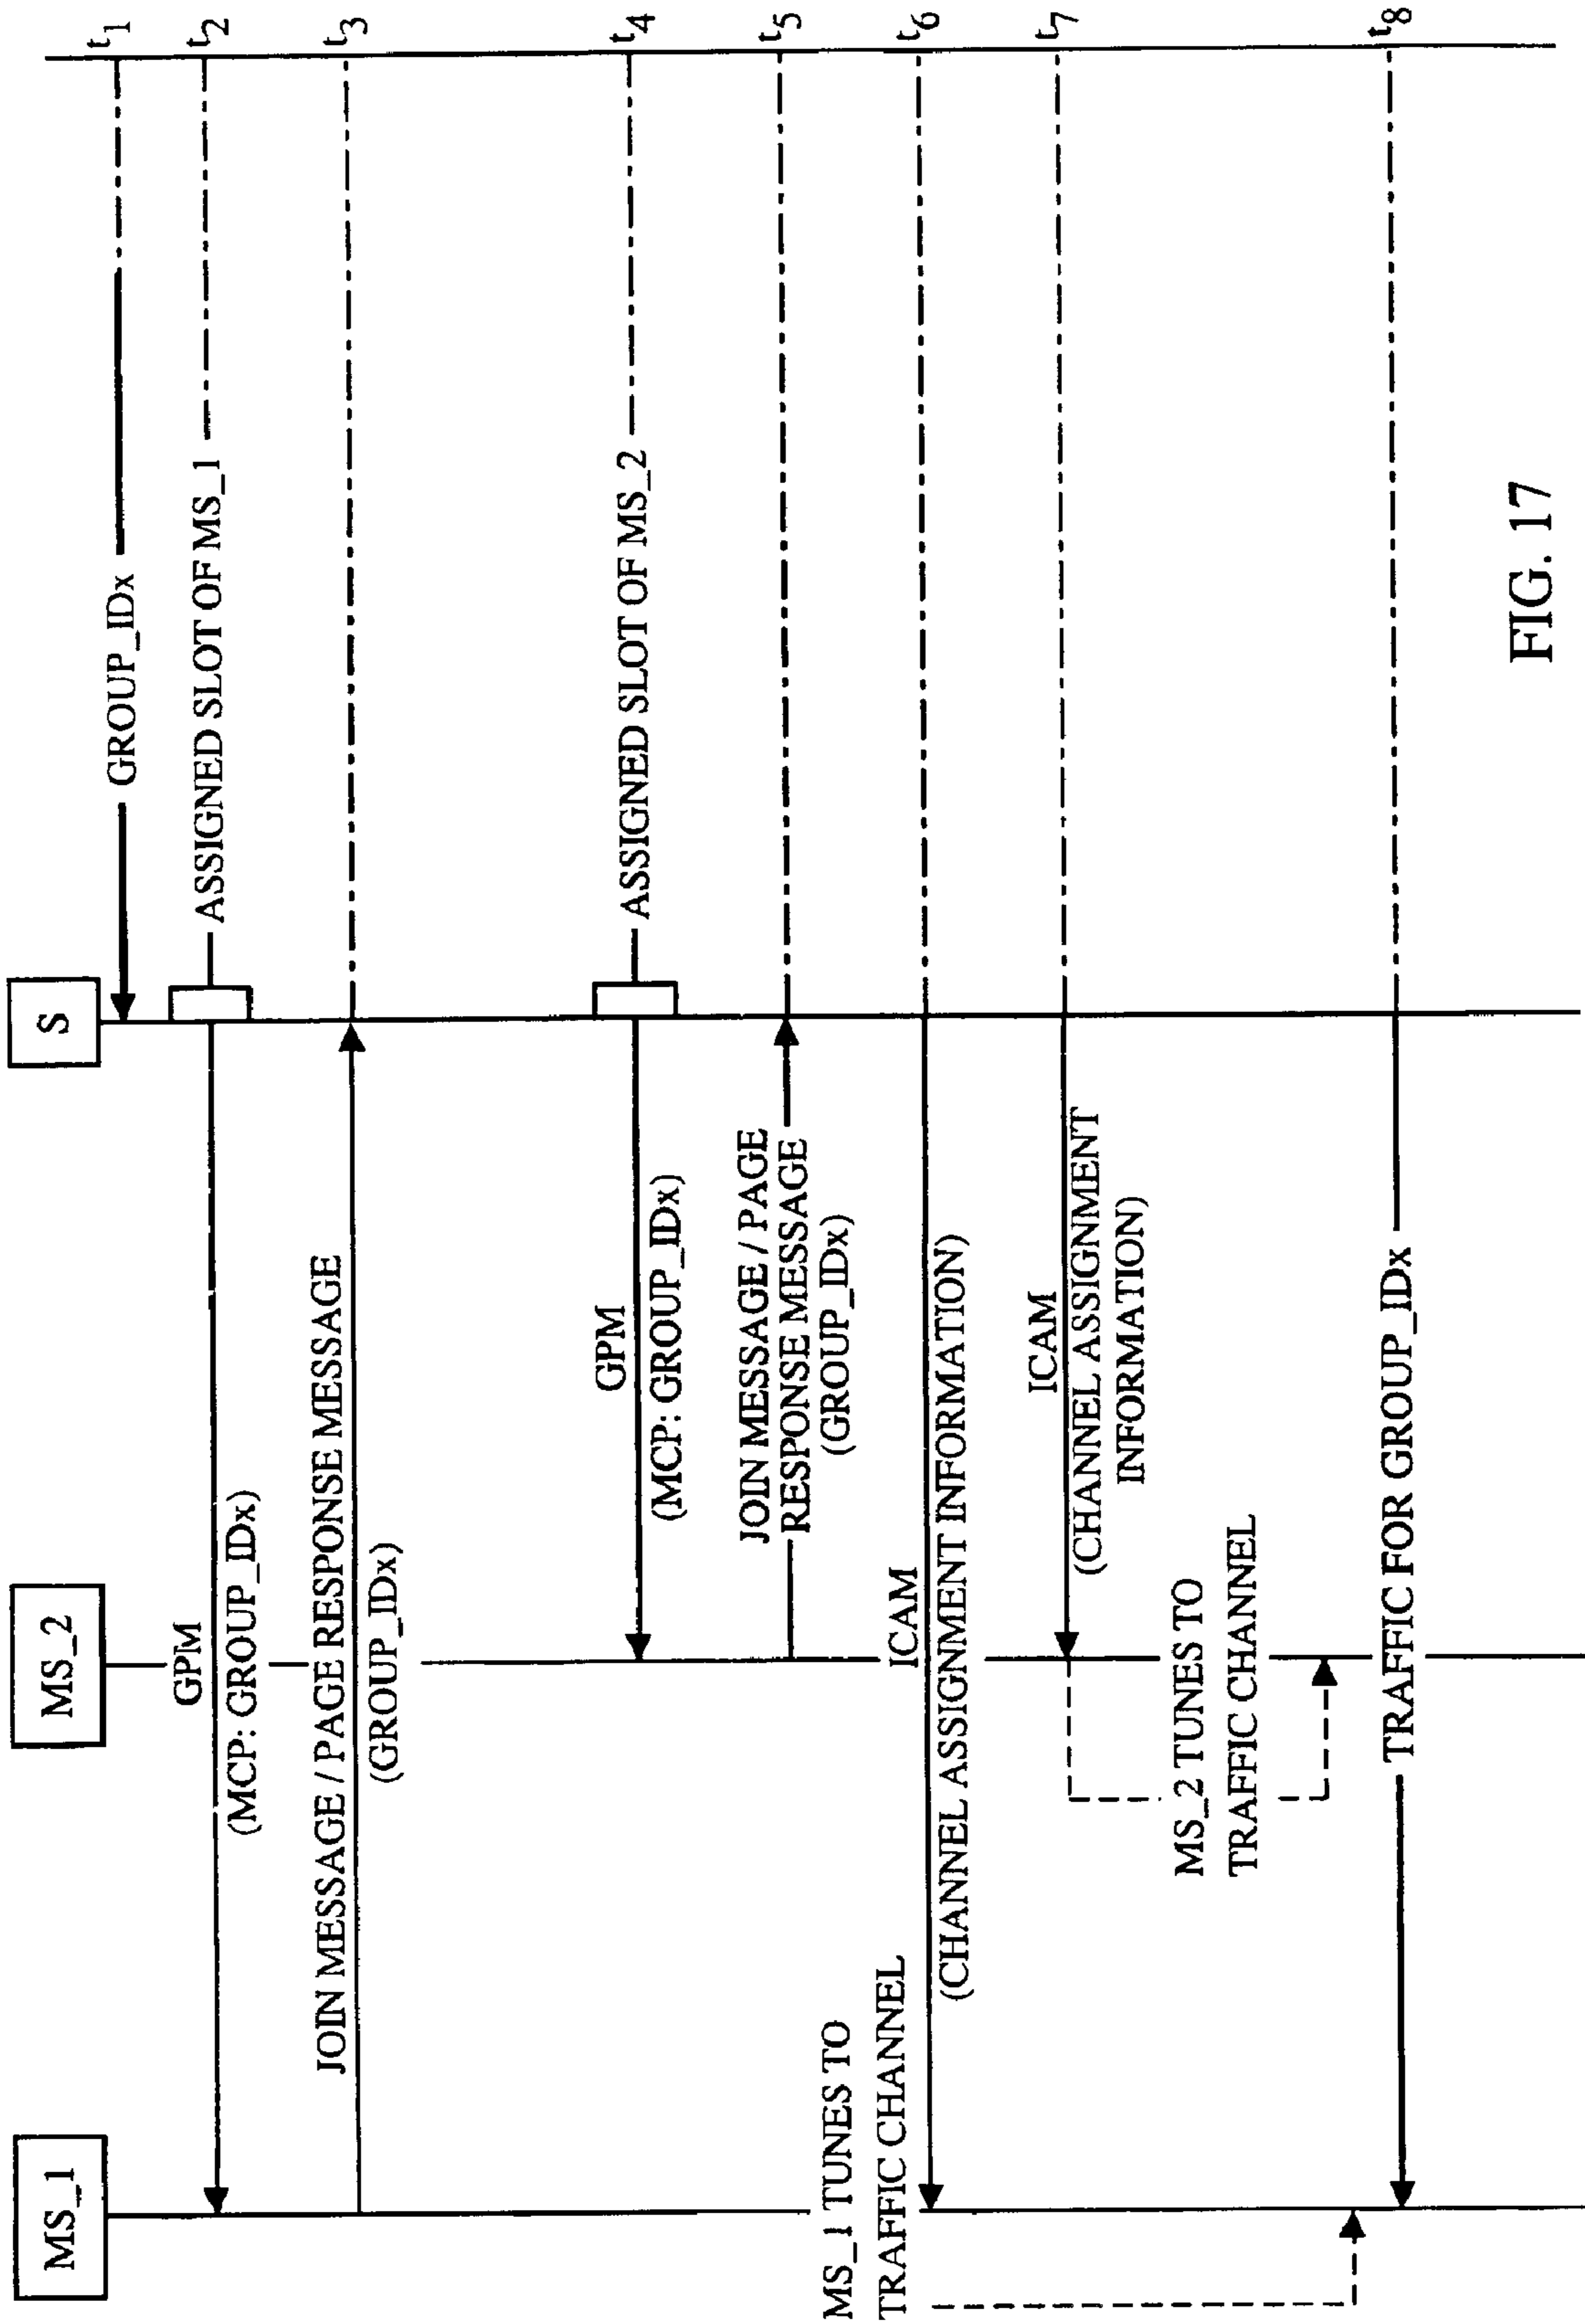 MS_1
MS_2
S
t1
GROUP_IDx
t2
ASSIGNED SLOT OF MS_1
GPM
(MCP: GROUP_IDx)
t3
JOIN MESSAGE / PAGE RESPONSE MESSAGE
(GROUP_IDx)
t4
ASSIGNED SLOT OF MS_2
GPM
(MCP: GROUP_IDx)
t5
JOIN MESSAGE / PAGE
RESPONSE MESSAGE
(GROUP_IDx)
t6
ICAM
(CHANNEL ASSIGNMENT INFORMATION)
MS_1 TUNES TO
TRAFFIC CHANNEL
t7
ICAM
(CHANNEL ASSIGNMENT
INFORMATION)
MS_2 TUNES TO
TRAFFIC CHANNEL
t8
TRAFFIC FOR GROUP_IDx
FIG. 17